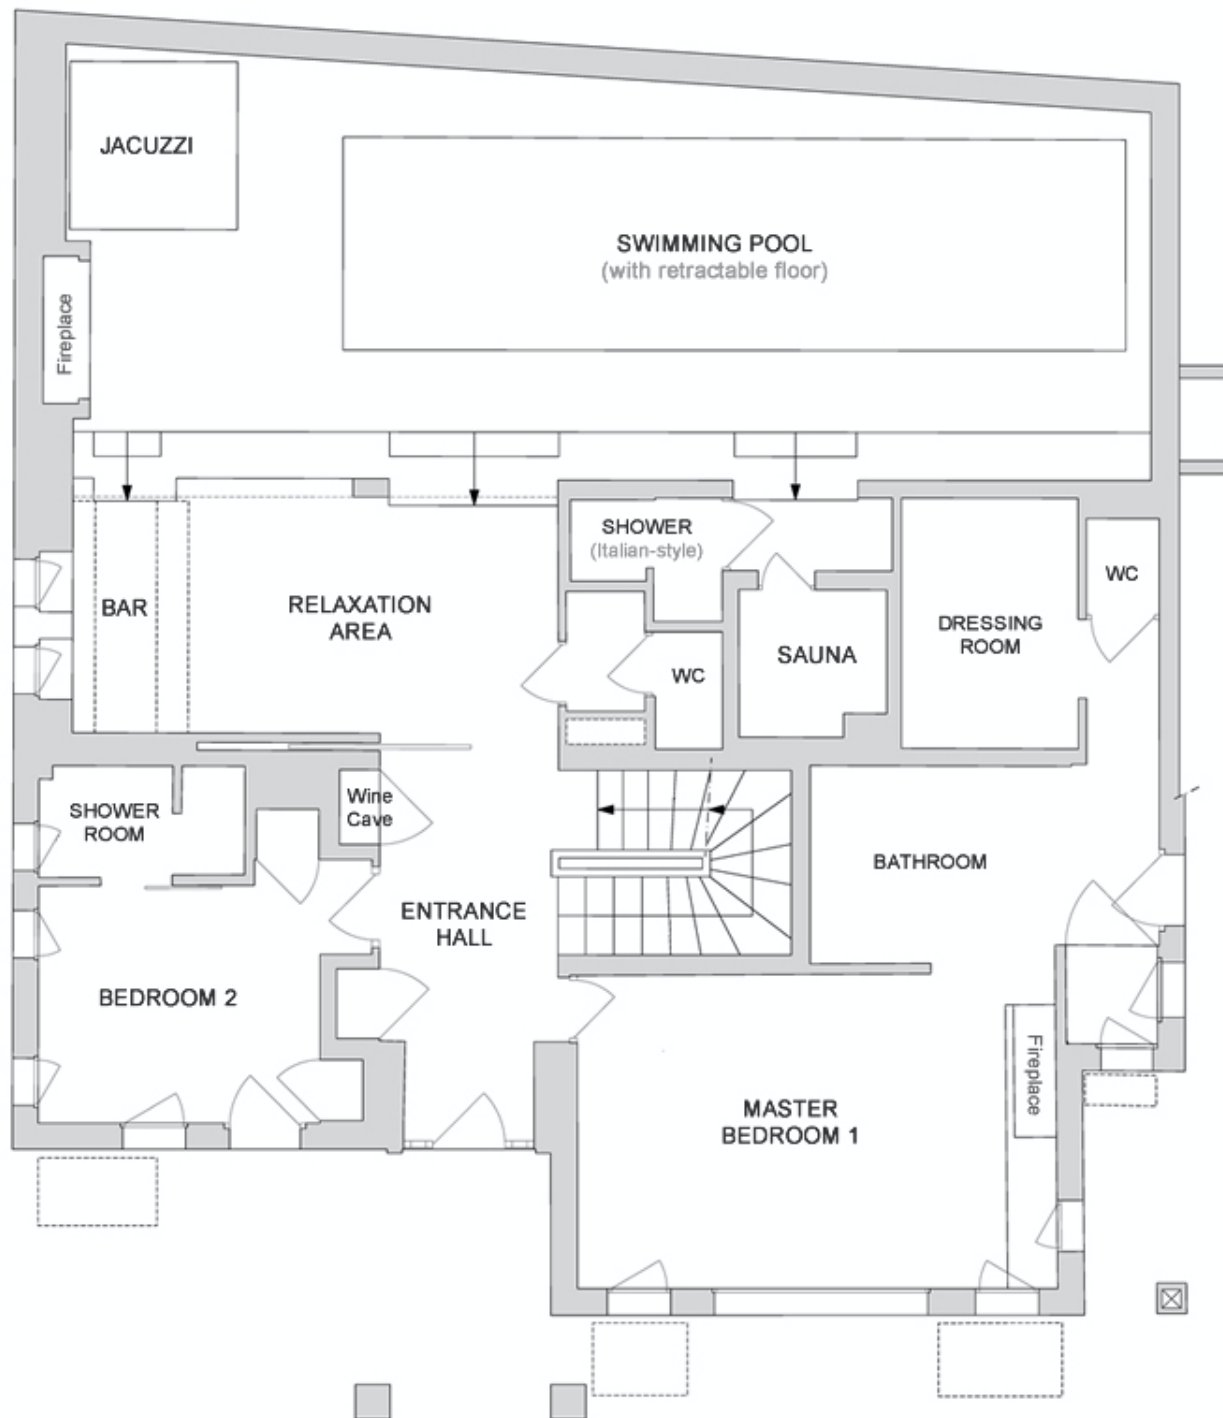 JACUZZI
SWIMMING POOL
(with retractable floor)
Fireplace
SHOWER
(Italian-style)
WC
BAR
RELAXATION
AREA
DRESSING
ROOM
SAUNA
WC
Wine
Cave
SHOWER
ROOM
BATHROOM
ENTRANCE
HALL
BEDROOM 2
Fireplace
MASTER
BEDROOM 1